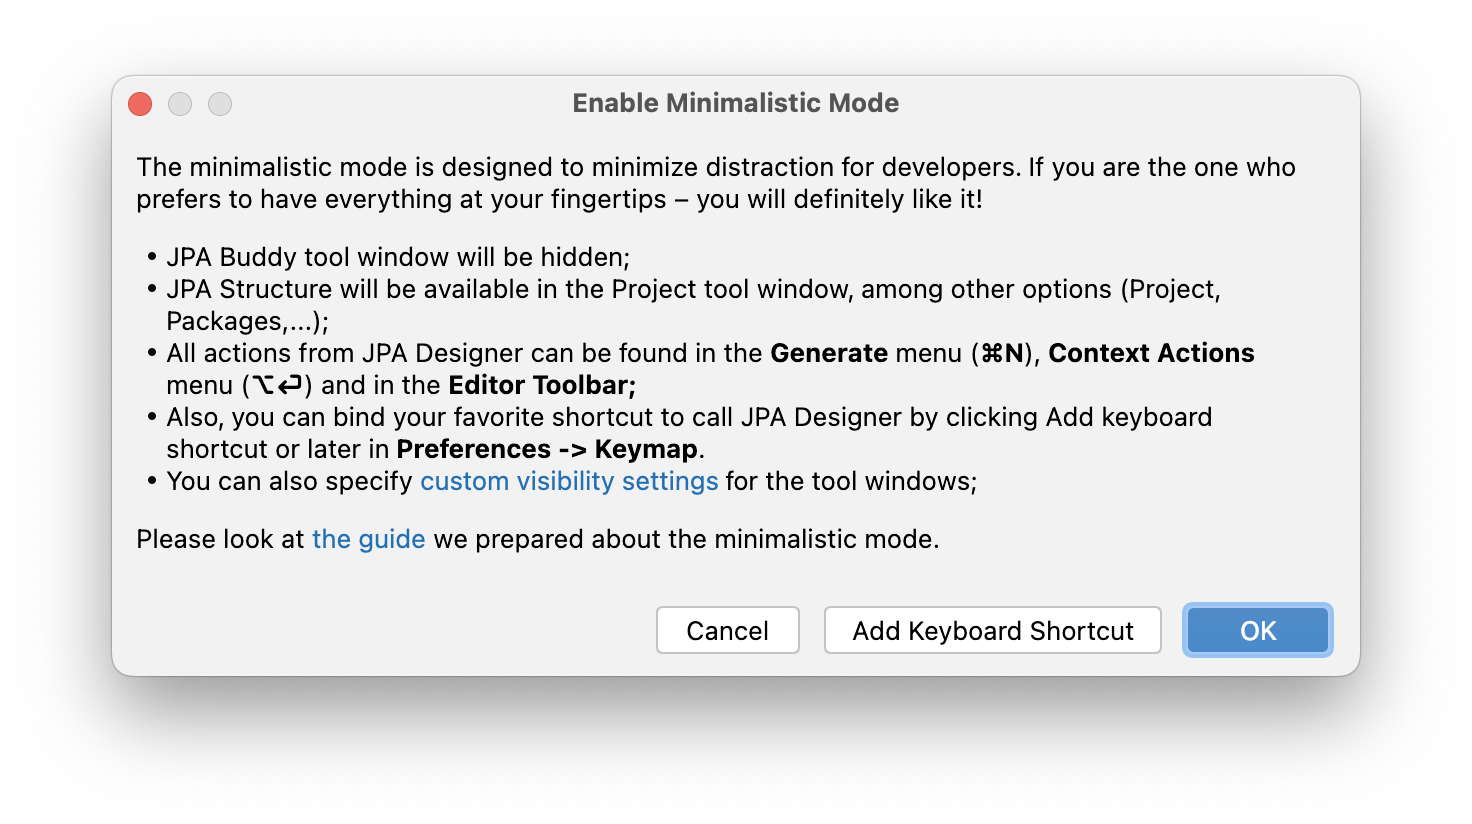 Enable Minimalistic Mode
The minimalistic mode is designed to minimize distraction for developers. If you are the one who
prefers to have everything at your fingertips – you will definitely like it!
• JPA Buddy tool window will be hidden;
• JPA Structure will be available in the Project tool window, among other options (Project,
Packages,...);
• All actions from JPA Designer can be found in the Generate menu (⌘N), Context Actions
menu (⌥⏎) and in the Editor Toolbar;
• Also, you can bind your favorite shortcut to call JPA Designer by clicking Add keyboard
shortcut or later in Preferences -> Keymap.
• You can also specify custom visibility settings for the tool windows;
Please look at the guide we prepared about the minimalistic mode.
Cancel
Add Keyboard Shortcut
OK